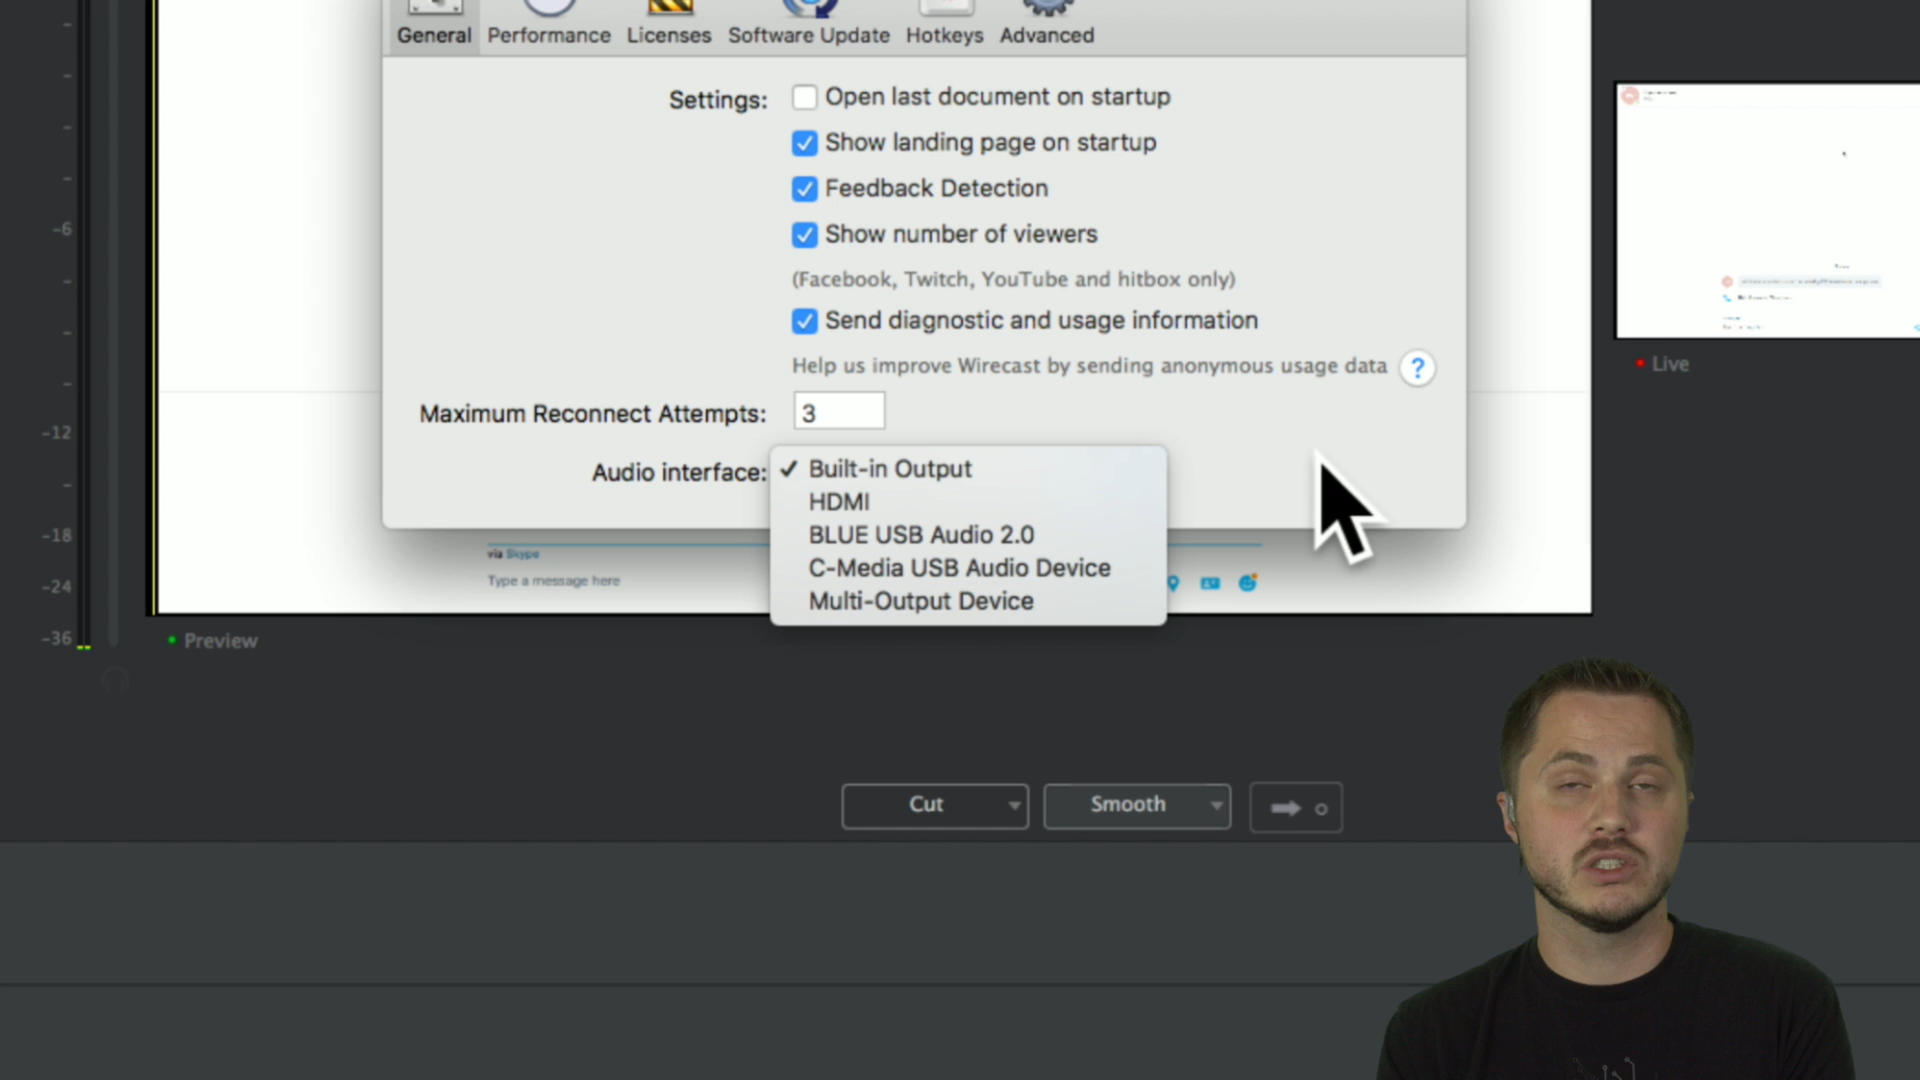 General Performance Licenses Software Update Hotkeys Advanced
Settings:
Open last document on startup
Show landing page on startup
Feedback Detection
Show number of viewers
(Facebook, Twitch, YouTube and hitbox only)
Send diagnostic and usage information
Help us improve Wirecast by sending anonymous usage data ?
Maximum Reconnect Attempts: 3
Audio interface:
✓ Built-in Output
HDMI
BLUE USB Audio 2.0
C-Media USB Audio Device
Multi-Output Device
via Skype
Type a message here
-6
-12
-18
-24
-36
Preview
Live
Cut
Smooth